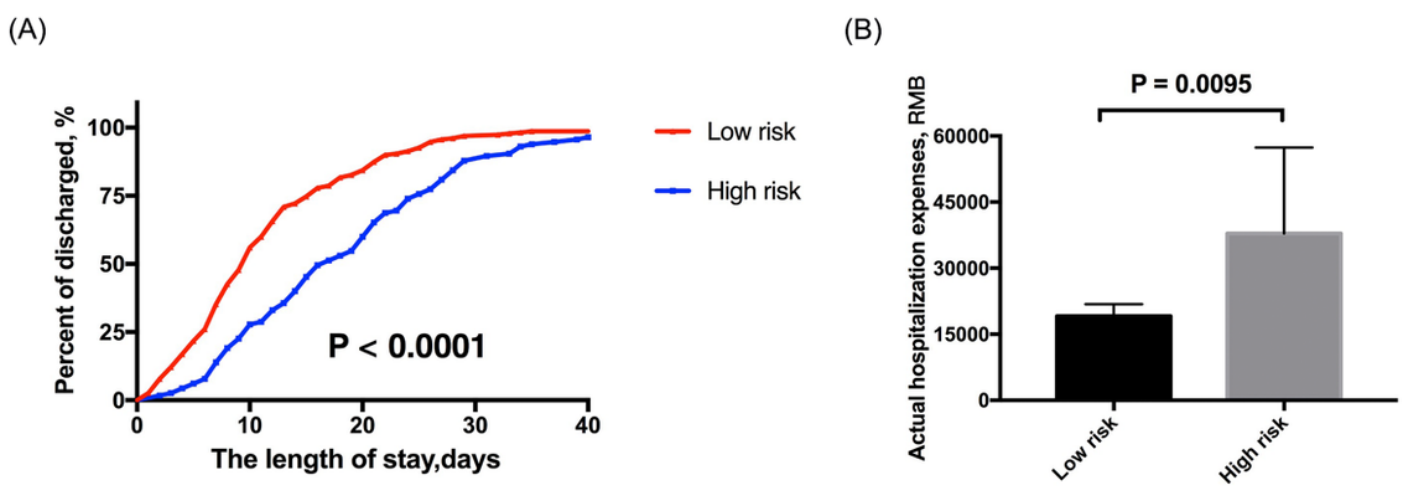 (A)
Percent of discharged, %
100
75
50
25
0
0 10 20 30 40
The length of stay,days
P < 0.0001
Low risk
High risk
(B)
P = 0.0095
Actual hospitalization expenses, RMB
60000
45000
30000
15000
0
Low risk
High risk